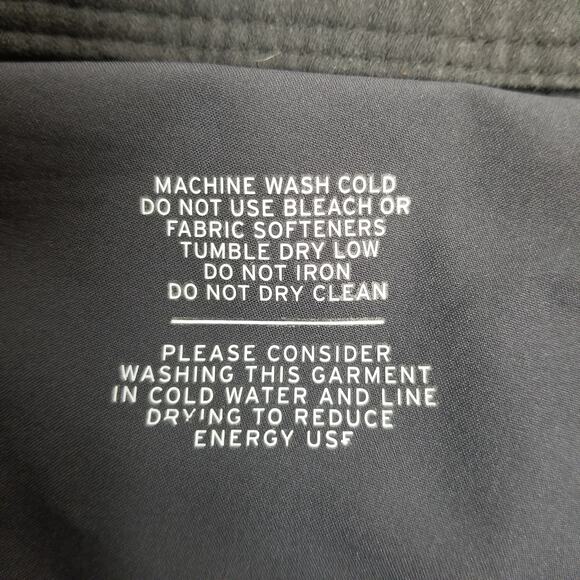 MACHINE WASH COLD
DO NOT USE BLEACH OR
FABRIC SOFTENERS
TUMBLE DRY LOW
DO NOT IRON
DO NOT DRY CLEAN
PLEASE CONSIDER
WASHING THIS GARMENT
IN COLD WATER AND LINE
DRYING TO REDUCE
ENERGY USE